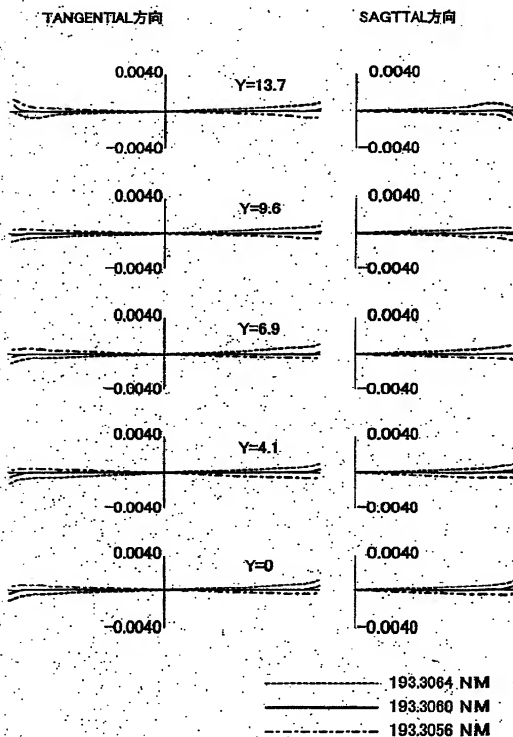 TANGENTIAL方向 SAGTTAL方向
0.0040 Y=13.7 0.0040
−0.0040 −0.0040
0.0040 Y=9.6 0.0040
−0.0040 −0.0040
0.0040 Y=6.9 0.0040
−0.0040 −0.0040
0.0040 Y=4.1 0.0040
−0.0040 −0.0040
0.0040 Y=0 0.0040
−0.0040 −0.0040
193.3064 NM
193.3060 NM
193.3056 NM